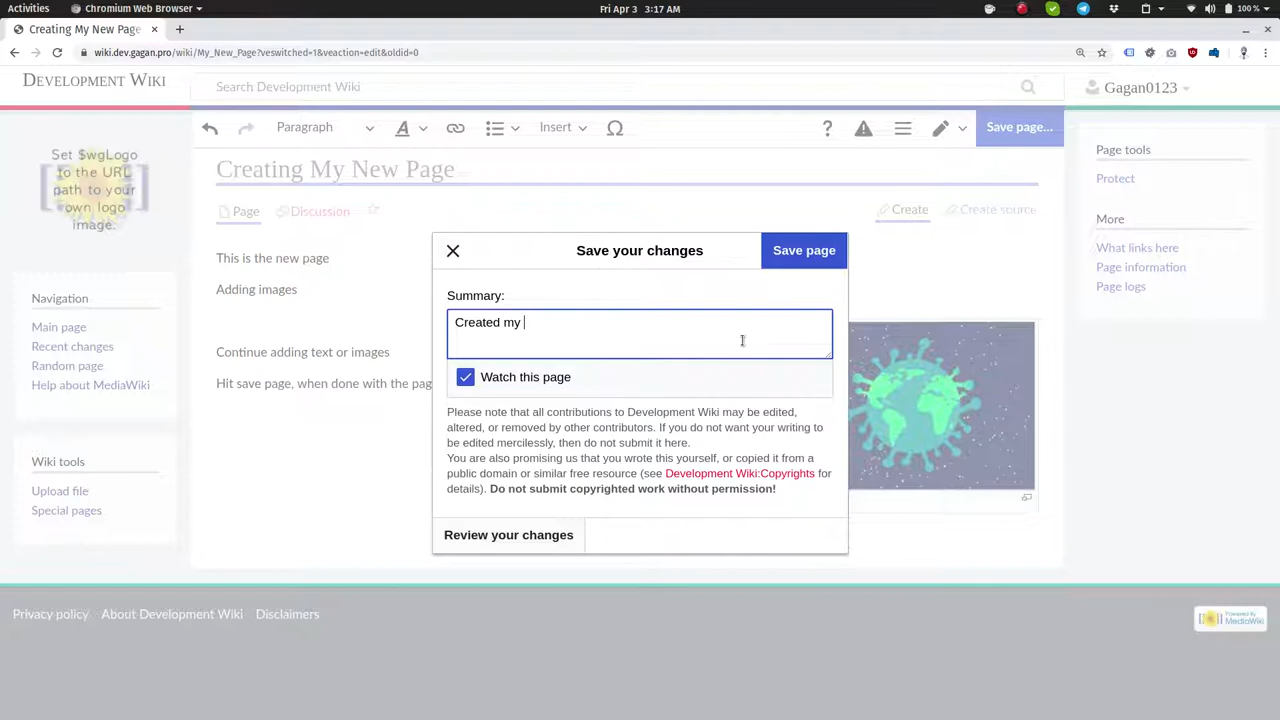 Activities
Chromium Web Browser
Fri Apr 3 3:17 AM
100 %
Creating My New Page
wiki.dev.gagan.pro/wiki/My_New_Page?veswitched=1&veaction=edit&oldid=0
Development Wiki
Search Development Wiki
Gagan0123
Paragraph
A
Insert
Ω
?
Save page...
Set $wgLogo
to the URL
path to your
own logo
image.
Creating My New Page
Page
Discussion
Create
Create source
This is the new page
Adding images
Continue adding text or images
Hit save page, when done with the pag
Save your changes
Save page
Summary:
Created my
Watch this page
Please note that all contributions to Development Wiki may be edited,
altered, or removed by other contributors. If you do not want your writing to
be edited mercilessly, then do not submit it here.
You are also promising us that you wrote this yourself, or copied it from a
public domain or similar free resource (see Development Wiki:Copyrights for
details). Do not submit copyrighted work without permission!
Review your changes
Navigation
Main page
Recent changes
Random page
Help about MediaWiki
Wiki tools
Upload file
Special pages
Page tools
Protect
More
What links here
Page information
Page logs
Privacy policy
About Development Wiki
Disclaimers
Powered By
MediaWiki